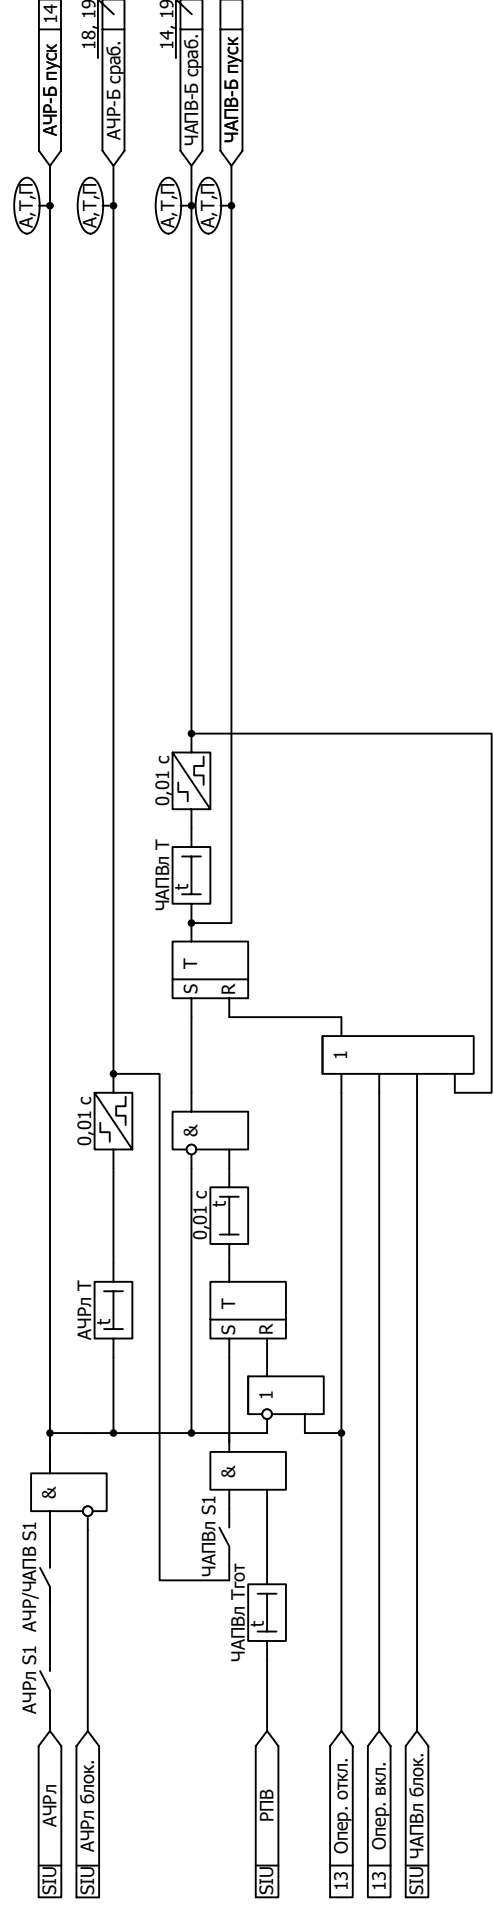 SIU АЧРл
АЧРл S1
АЧР/ЧАПВ S1
&
А,Т,П
АЧР-Б пуск 14
SIU АЧРл блок.
АЧРл T
t
0,01 с
А,Т,П
АЧР-Б сраб.
18, 19
SIU РПВ
ЧАПВл Tгот
t
ЧАПВл S1
&
1
S T
R
0,01 с
t
&
S T
R
ЧАПВл T
t
0,01 с
А,Т,П
ЧАПВ-Б сраб.
14, 19
А,Т,П
ЧАПВ-Б пуск
13 Опер. откл.
13 Опер. вкл.
SIU ЧАПВл блок.
1